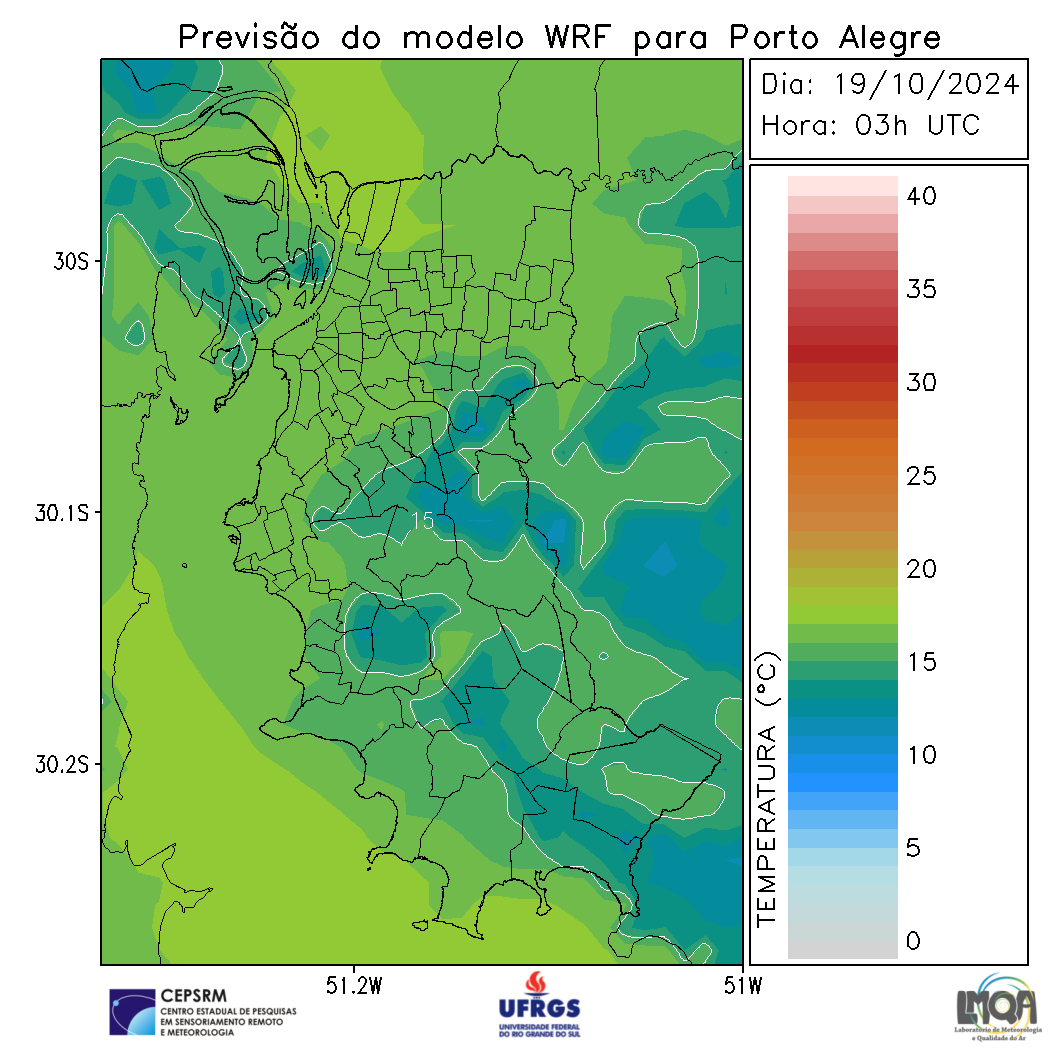 Previsão do modelo WRF para Porto Alegre
Dia: 19/10/2024
Hora: 03h UTC
40
35
30
25
20
15
10
5
0
TEMPERATURA (°C)
30S
30.1S
30.2S
15
51.2W
51W
CEPSRM
CENTRO ESTADUAL DE PESQUISAS
EM SENSORIAMENTO REMOTO
E METEOROLOGIA
UFRGS
UNIVERSIDADE FEDERAL
DO RIO GRANDE DO SUL
LMQA
Laboratório de Meteorologia
e Qualidade do Ar